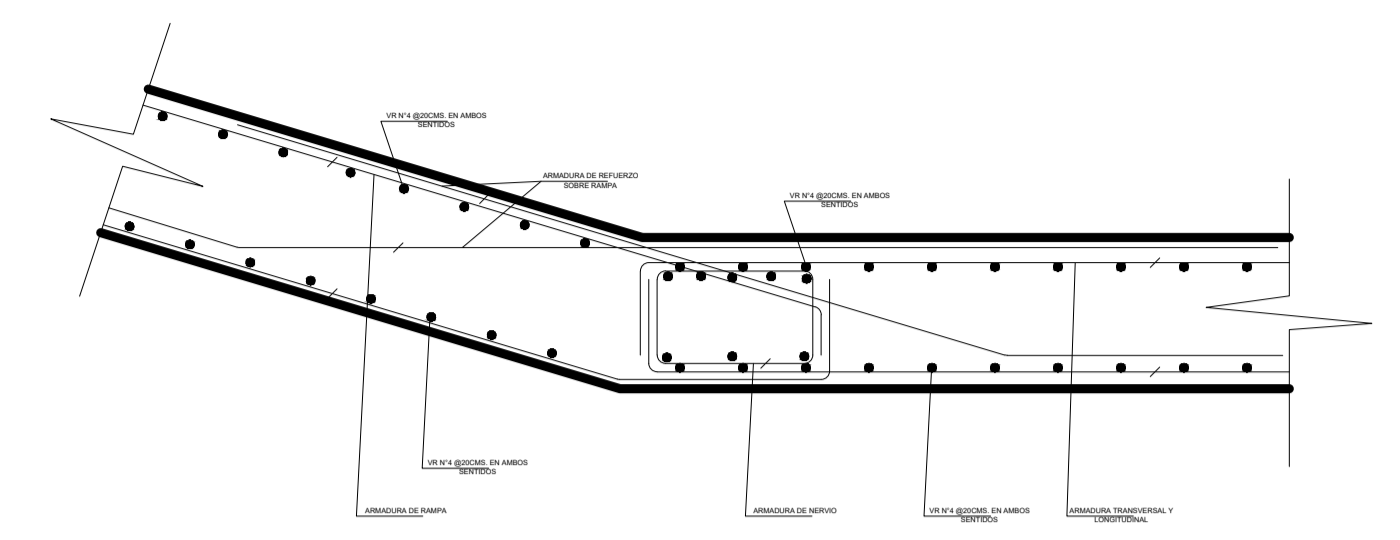 VR N°4 @20CMS. EN AMBOS
SENTIDOS
ARMADURA DE REFUERZO
SOBRE RAMPA
VR N°4 @20CMS. EN AMBOS
SENTIDOS
VR N°4 @20CMS. EN AMBOS
SENTIDOS
ARMADURA DE RAMPA
ARMADURA DE NERVIO
VR N°4 @20CMS. EN AMBOS
SENTIDOS
ARMADURA TRANSVERSAL Y
LONGITUDINAL